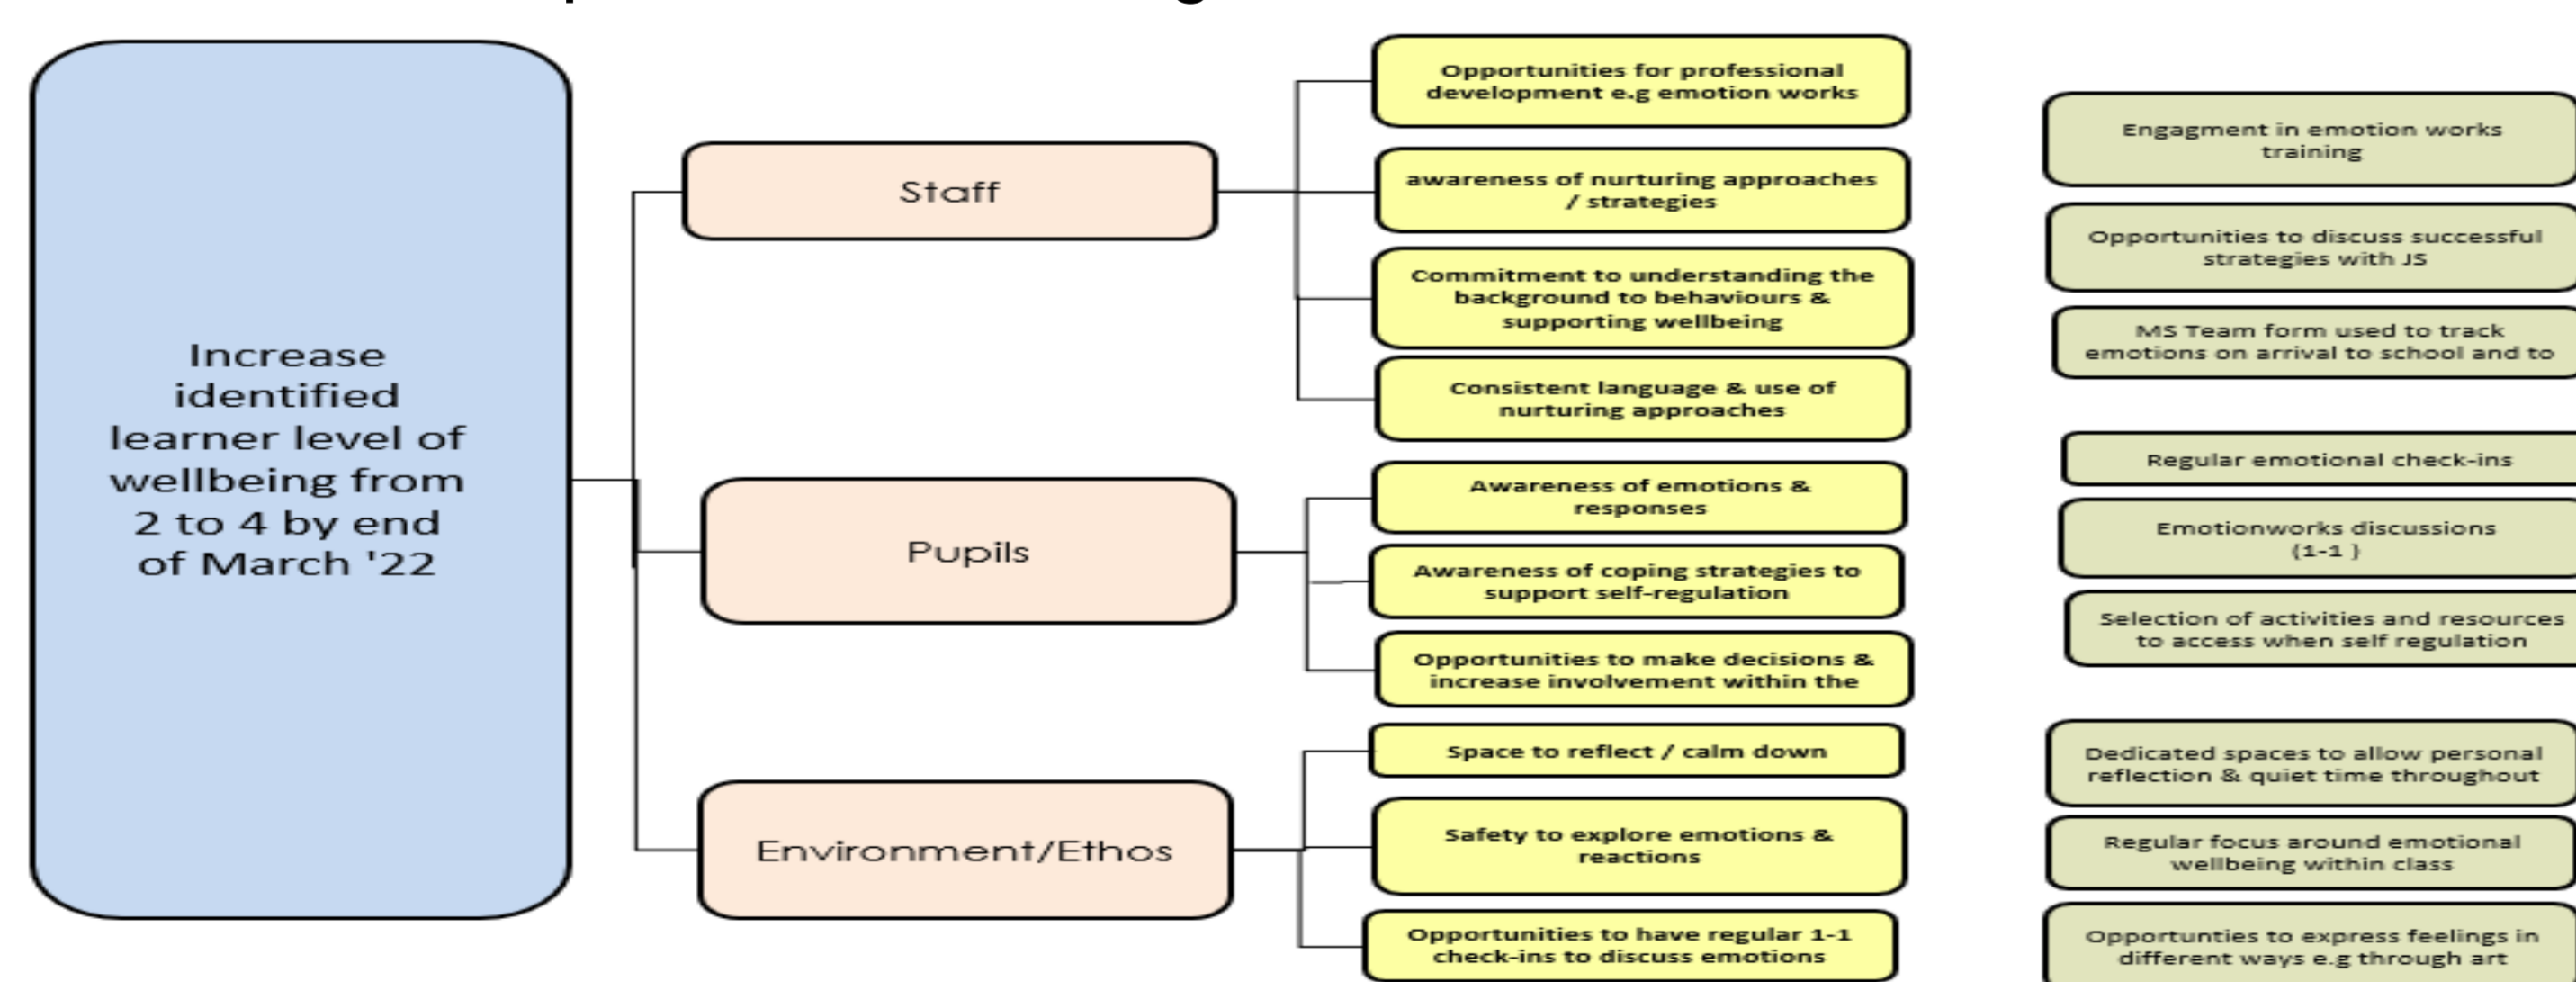 Increase
identified
learner level of
wellbeing from
2 to 4 by end
of March '22
Staff
Pupils
Environment/Ethos
Opportunities for professional
development e.g emotion works
awareness of nurturing approaches
/ strategies
Commitment to understanding the
background to behaviours &
supporting wellbeing
Consistent language & use of
nurturing approaches
Awareness of emotions &
responses
Awareness of coping strategies to
support self-regulation
Opportunities to make decisions &
increase involvement within the
Space to reflect / calm down
Safety to explore emotions &
reactions
Opportunities to have regular 1-1
check-ins to discuss emotions
Engagment in emotion works
training
Opportunities to discuss successful
strategies with JS
MS Team form used to track
emotions on arrival to school and to
Regular emotional check-ins
Emotionworks discussions
(1-1 )
Selection of activities and resources
to access when self regulation
Dedicated spaces to allow personal
reflection & quiet time throughout
Regular focus around emotional
wellbeing within class
Opportunties to express feelings in
different ways e.g through art